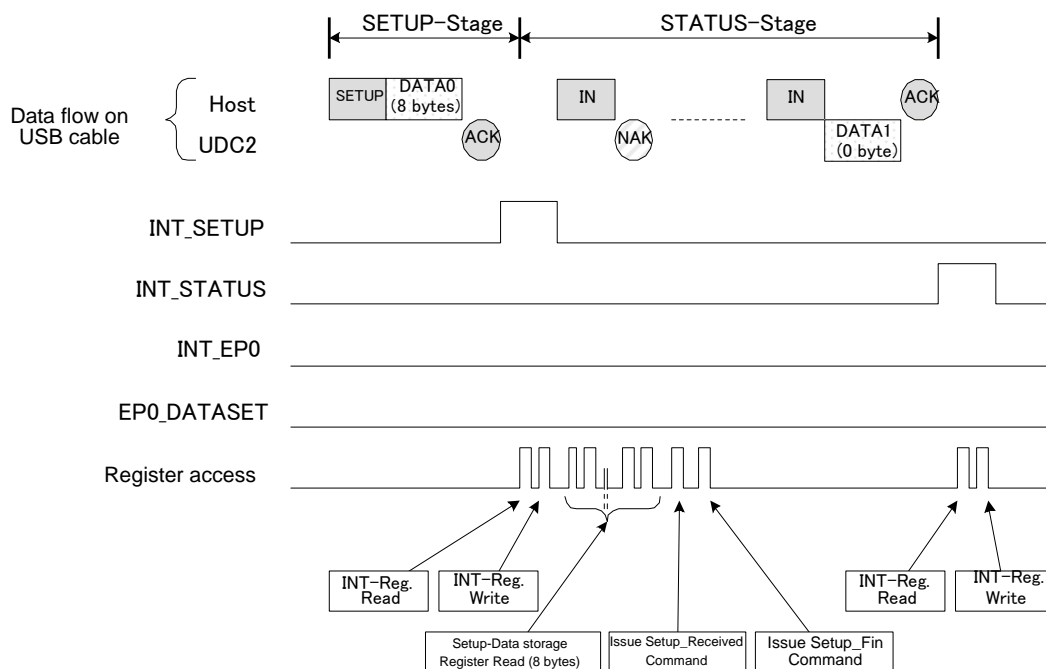 SETUP-Stage
STATUS-Stage
Data flow on
USB cable
Host
UDC2
SETUP
DATA0
(8 bytes)
ACK
IN
NAK
IN
DATA1
(0 byte)
ACK
INT_SETUP
INT_STATUS
INT_EP0
EP0_DATASET
Register access
INT-Reg.
Read
INT-Reg.
Write
INT-Reg.
Read
INT-Reg.
Write
Setup-Data storage
Register Read (8 bytes)
Issue Setup_Received
Command
Issue Setup_Fin
Command